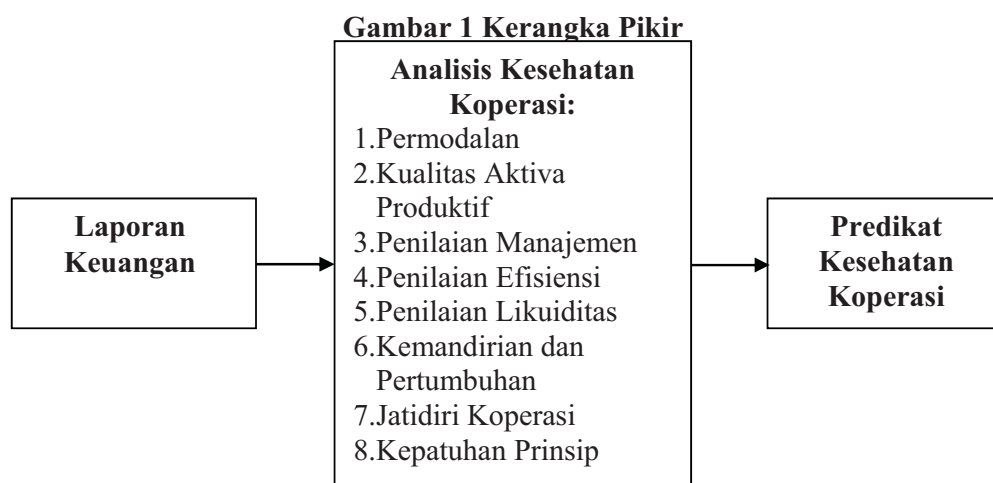 Gambar 1 Kerangka Pikir
Laporan
Keuangan
Analisis Kesehatan
Koperasi:
1.Permodalan
2.Kualitas Aktiva
Produktif
3.Penilaian Manajemen
4.Penilaian Efisiensi
5.Penilaian Likuiditas
6.Kemandirian dan
Pertumbuhan
7.Jatidiri Koperasi
8.Kepatuhan Prinsip
Predikat
Kesehatan
Koperasi